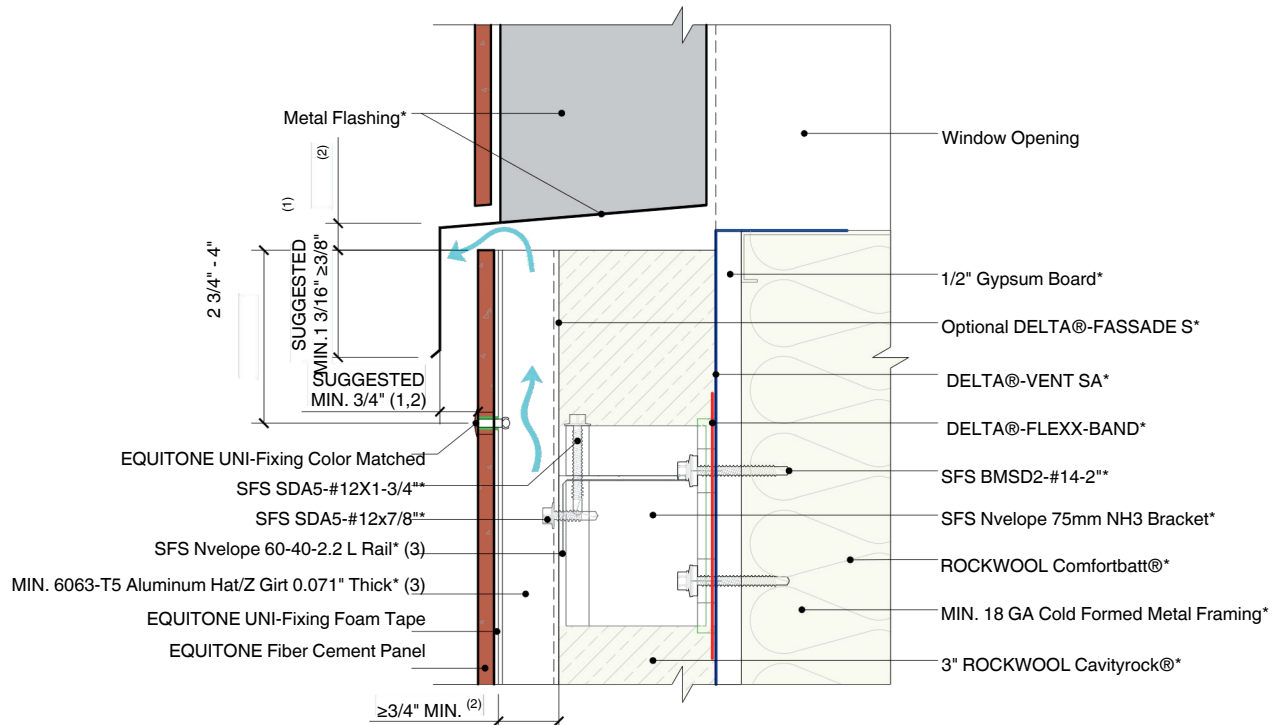 Metal Flashing*
(2)
(1)
2 3/4" - 4"
SUGGESTED
MIN.1 3/16" ≥3/8"
SUGGESTED
MIN. 3/4" (1,2)
EQUITONE UNI-Fixing Color Matched
SFS SDA5-#12X1-3/4"*
SFS SDA5-#12x7/8"*
SFS Nvelope 60-40-2.2 L Rail* (3)
MIN. 6063-T5 Aluminum Hat/Z Girt 0.071" Thick* (3)
EQUITONE UNI-Fixing Foam Tape
EQUITONE Fiber Cement Panel
≥3/4" MIN. (2)
Window Opening
1/2" Gypsum Board*
Optional DELTA®-FASSADE S*
DELTA®-VENT SA*
DELTA®-FLEXX-BAND*
SFS BMSD2-#14-2"*
SFS Nvelope 75mm NH3 Bracket*
ROCKWOOL Comfortbatt®*
MIN. 18 GA Cold Formed Metal Framing*
3" ROCKWOOL Cavityrock®*